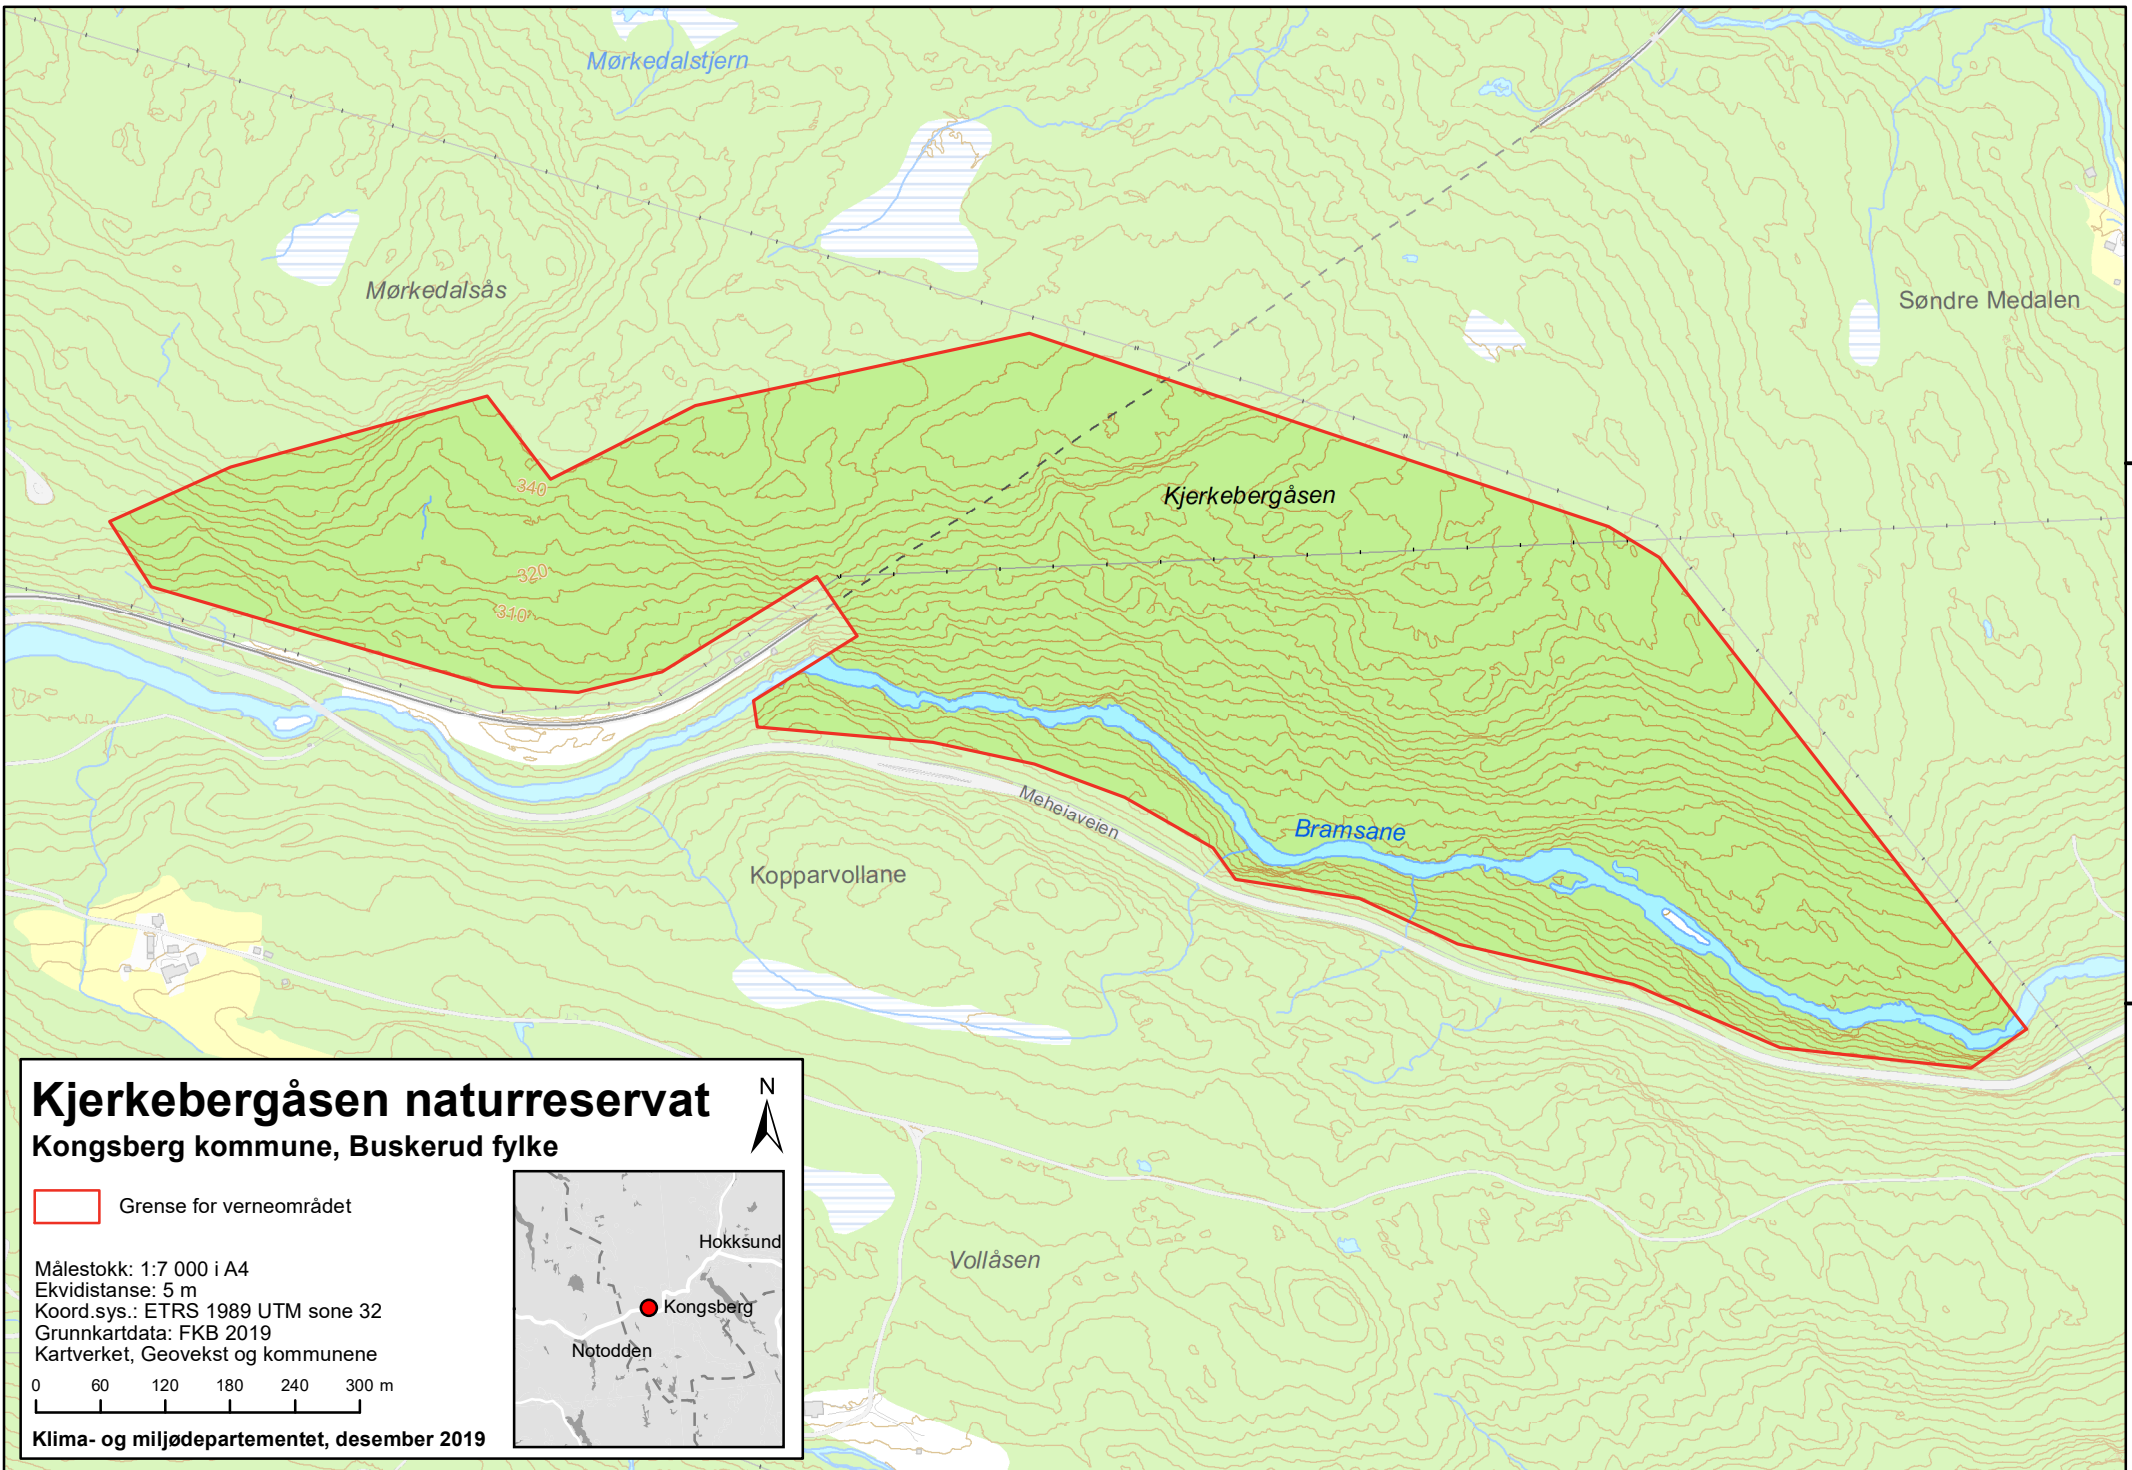 Mørkedalstjern
Mørkedalsås
Søndre Medalen
340
Kjerkebergåsen
320
310
Meheiaveien
Bramsane
Kopparvollane
Vollåsen
Kjerkebergåsen naturreservat
N
Kongsberg kommune, Buskerud fylke
Grense for verneområdet
Hokksund
Kongsberg
Notodden
Målestokk: 1:7 000 i A4
Ekvidistanse: 5 m
Koord.sys.: ETRS 1989 UTM sone 32
Grunnkartdata: FKB 2019
Kartverket, Geovekst og kommunene
0 60 120 180 240 300 m
Klima- og miljødepartementet, desember 2019